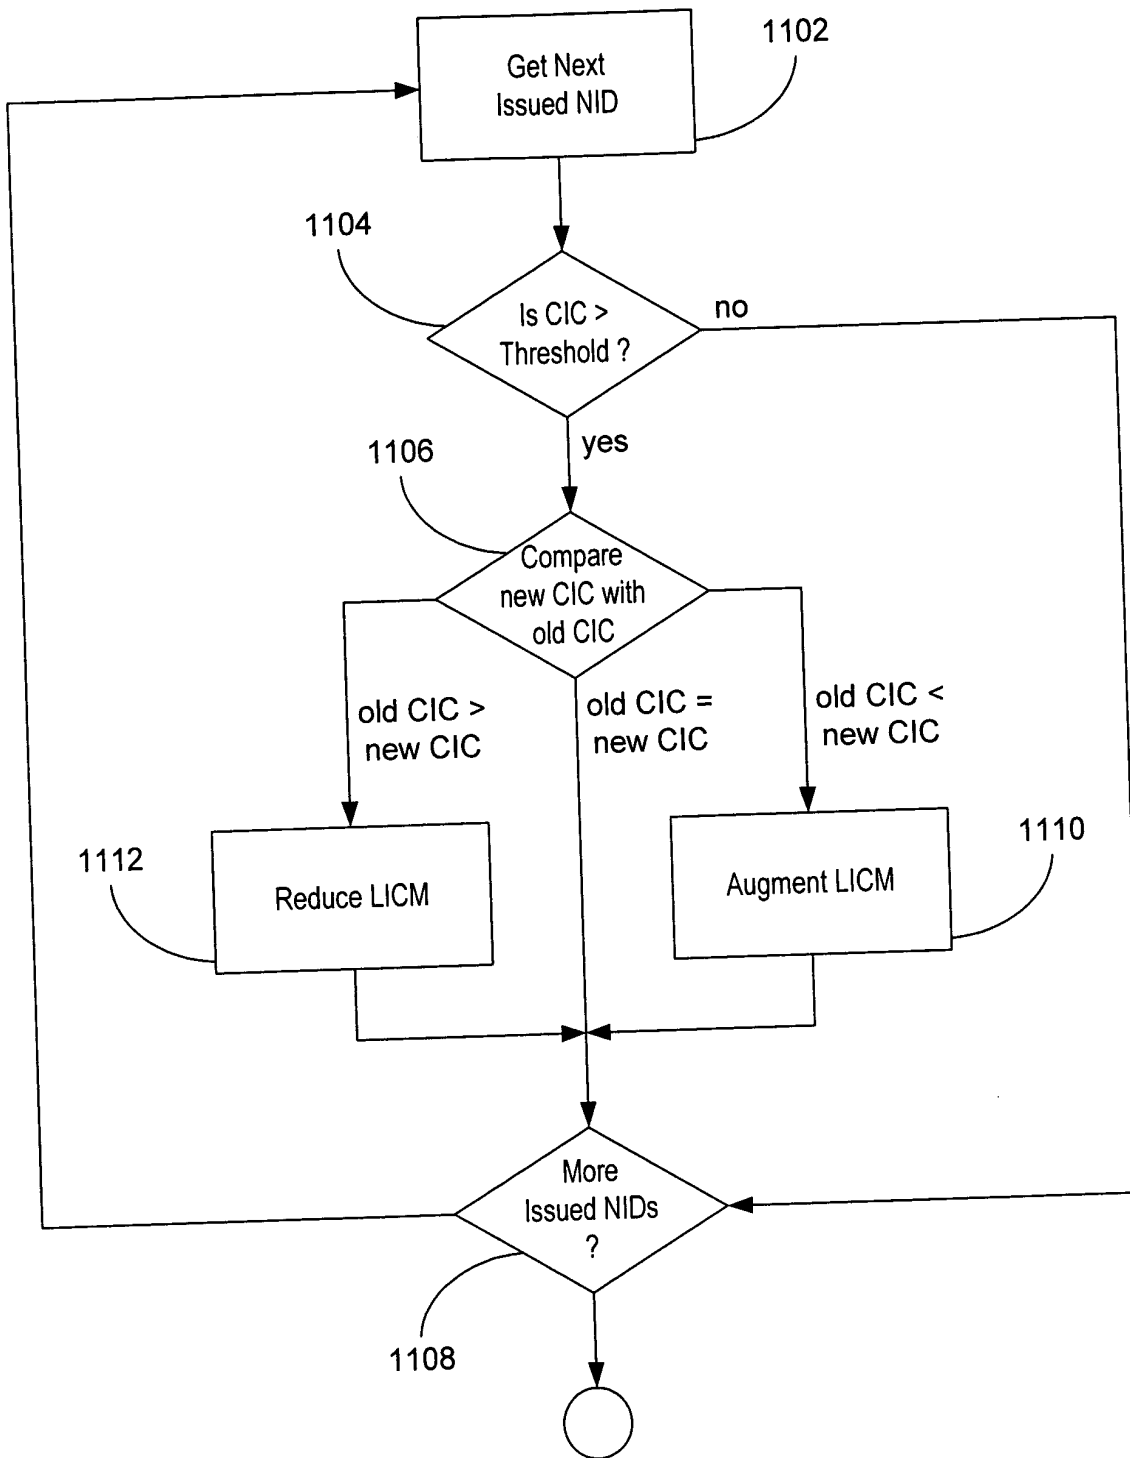 1102
Get Next
Issued NID
1104
Is CIC >
Threshold ?
no
yes
1106
Compare
new CIC with
old CIC
old CIC >
new CIC
old CIC =
new CIC
old CIC <
new CIC
1112
Reduce LICM
Augment LICM
1110
More
Issued NIDs
?
1108